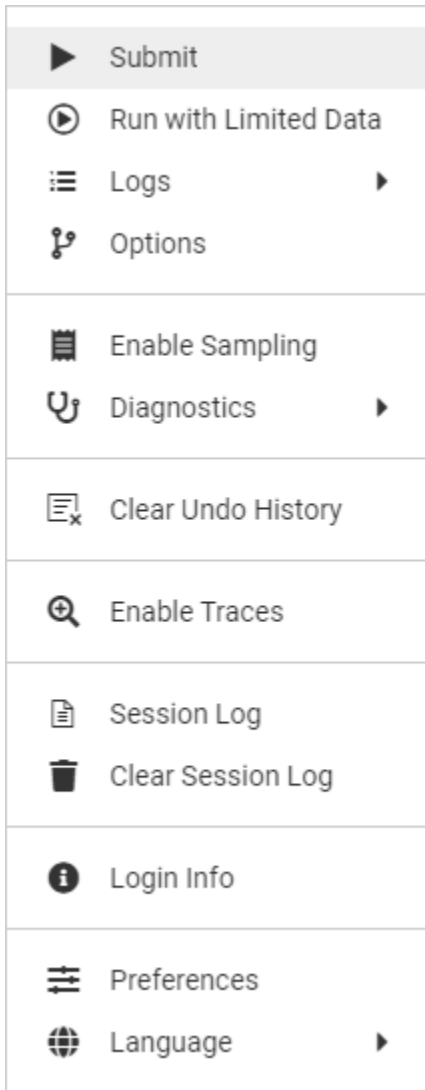 Submit
Run with Limited Data
Logs
Options
Enable Sampling
Diagnostics
Clear Undo History
Enable Traces
Session Log
Clear Session Log
Login Info
Preferences
Language